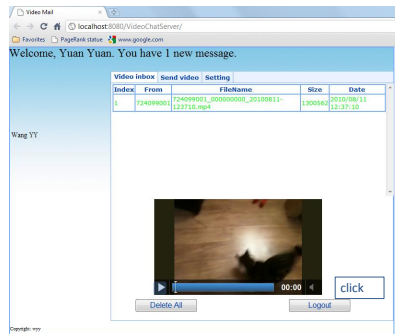 Video Mail
localhost:8080/VideoChatServer/
Favorites PageRank statue www.google.com
Welcome, Yuan Yuan. You have 1 new message.
Video inbox Send video Setting
Index From FileName Size Date
1 724099001 724099001_000000000_20100811-123710.mp4 1300562 2010/08/11 12:37:10
Wang YY
00:00
click
Delete All Logout
Copyright: wyy